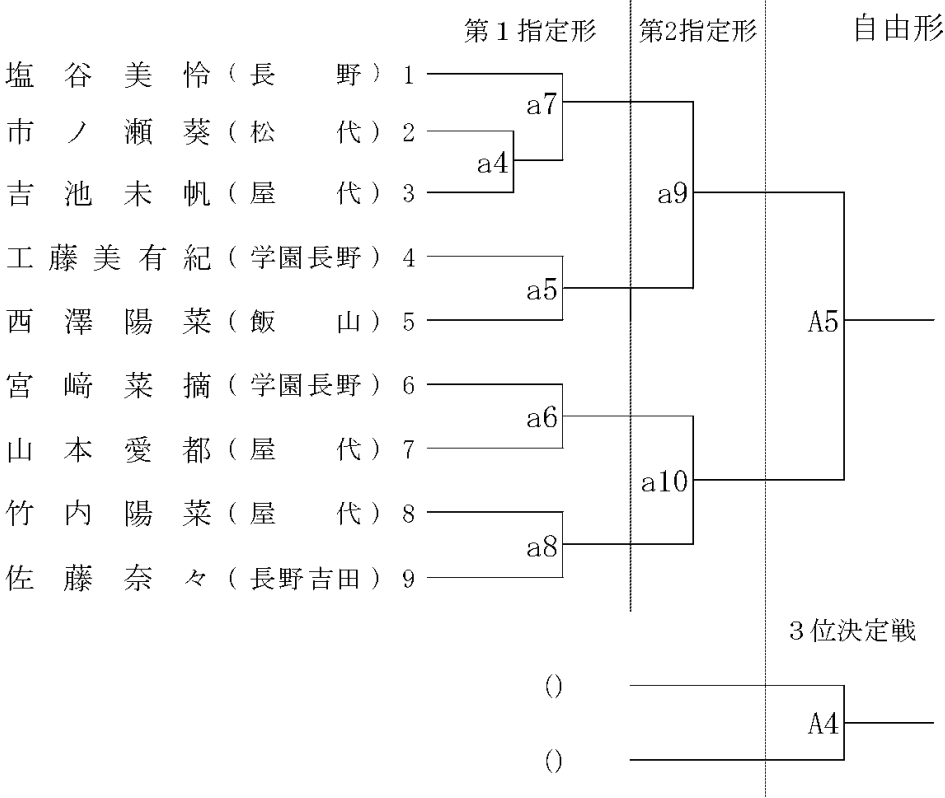 第１指定形 第2指定形 自由形
塩谷美怜(長野) 1
a7
市ノ瀬葵(松代) 2
a4
吉池未帆(屋代) 3
a9
工藤美有紀(学園長野) 4
a5
西澤陽菜(飯山) 5
A5
宮﨑菜摘(学園長野) 6
a6
山本愛都(屋代) 7
a10
竹内陽菜(屋代) 8
a8
佐藤奈々(長野吉田) 9
３位決定戦
()
A4
()